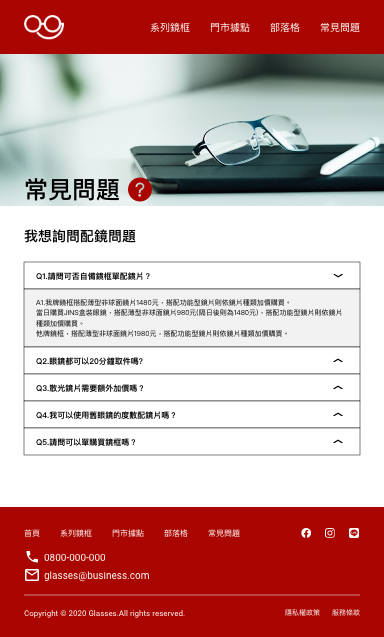 系列鏡框 門市據點 部落格 常見問題
常見問題 ?
我想詢問配鏡問題
Q1.請問可否自備鏡框單配鏡片？
A1.我牌鏡框搭配薄型非球面鏡片1480元，搭配功能型鏡片則依鏡片種類加價購買。
當日購買JINS盒裝眼鏡，搭配薄型非球面鏡片980元(隔日後則為1480元)，搭配功能型鏡片則依鏡片
種類加價購買。
他牌鏡框，搭配薄型非球面鏡片1980元，搭配功能型鏡片則依鏡片種類加價購買。
Q2.眼鏡都可以20分鐘取件嗎?
Q3.散光鏡片需要額外加價嗎？
Q4.我可以使用舊眼鏡的度數配鏡片嗎？
Q5.請問可以單購買鏡框嗎？
首頁 系列鏡框 門市據點 部落格 常見問題
0800-000-000
glasses@business.com
Copyright © 2020 Glasses.All rights reserved. 隱私權政策 服務條款